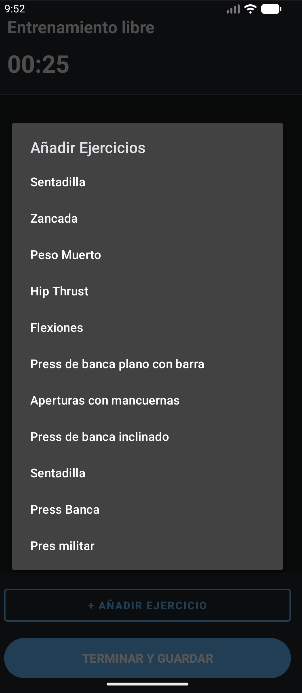 9:52
Entrenamiento libre
00:25
Añadir Ejercicios
Sentadilla
Zancada
Peso Muerto
Hip Thrust
Flexiones
Press de banca plano con barra
Aperturas con mancuernas
Press de banca inclinado
Sentadilla
Press Banca
Pres militar
+ AÑADIR EJERCICIO
TERMINAR Y GUARDAR